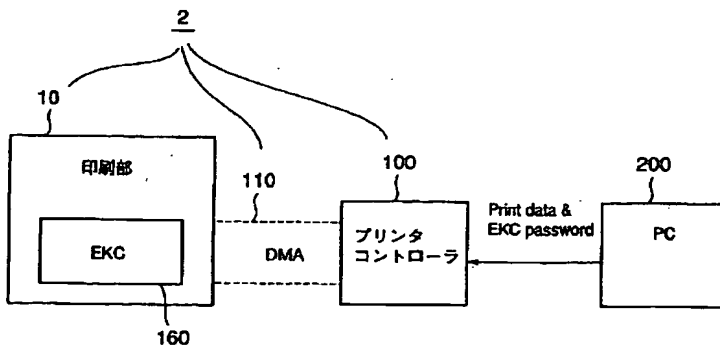 2
10
印刷部
110
100
200
EKC
DMA
プリンタ
コントローラ
Print data &
EKC password
PC
160